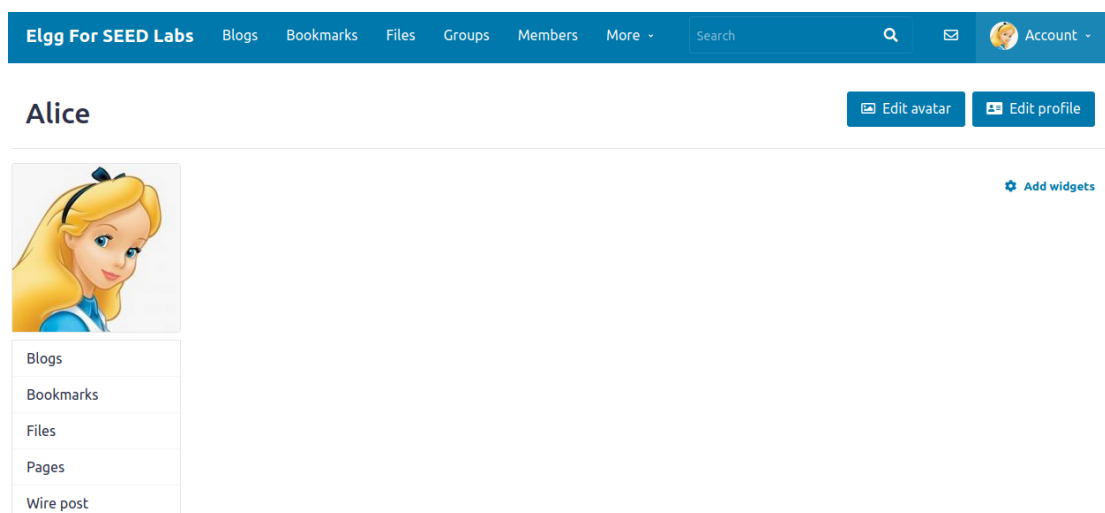 Elgg For SEED Labs Blogs Bookmarks Files Groups Members More Search Account
Alice
Edit avatar Edit profile
Add widgets
Blogs
Bookmarks
Files
Pages
Wire post